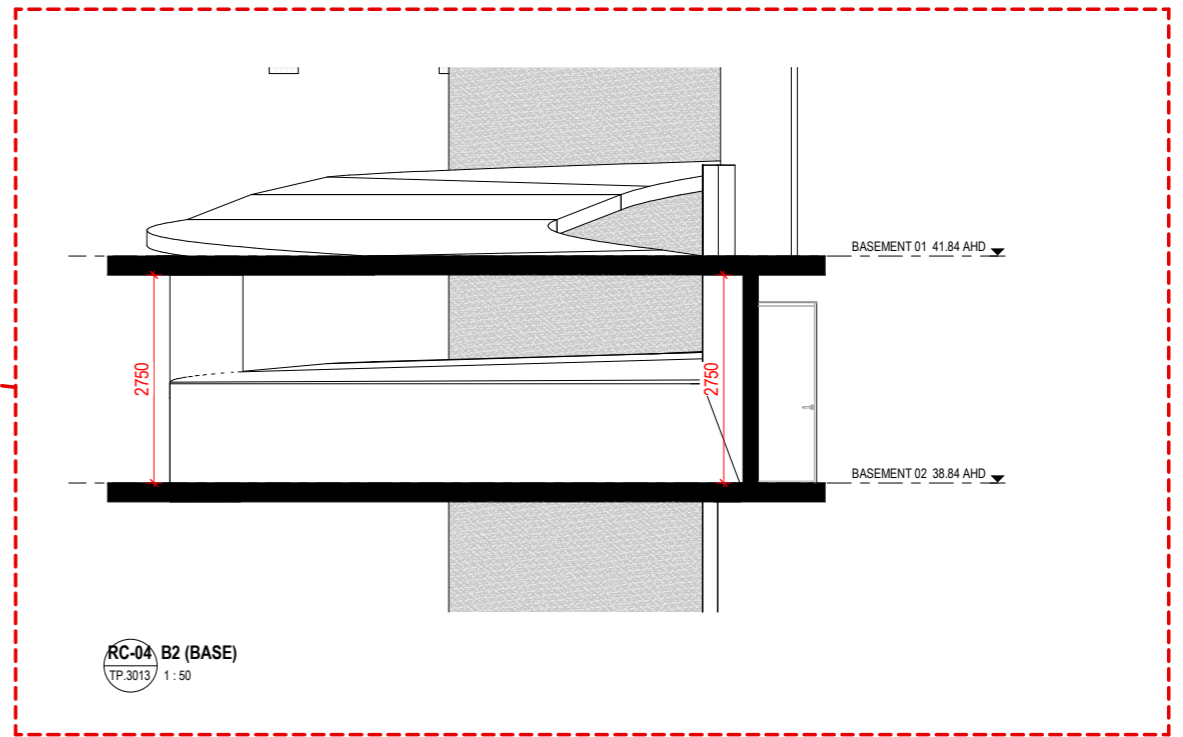 BASEMENT 01 41.84 AHD
2750
2750
BASEMENT 02 38.84 AHD
RC-04 B2 (BASE)
TP.3013 1 : 50